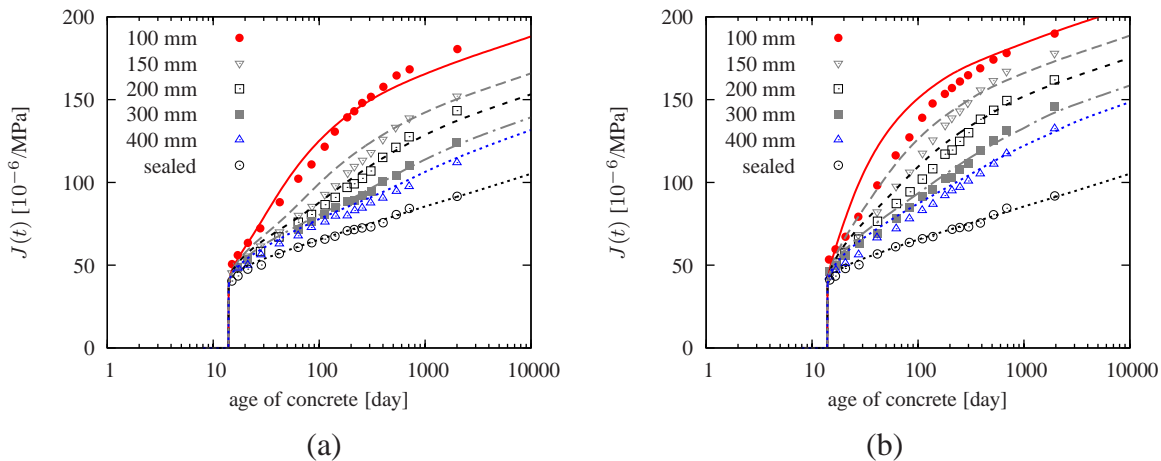 200
150
100
50
0
J(t) [10⁻⁶/MPa]
100 mm
150 mm
200 mm
300 mm
400 mm
sealed
1 10 100 1000 10000
age of concrete [day]
(a)
200
150
100
50
0
J(t) [10⁻⁶/MPa]
100 mm
150 mm
200 mm
300 mm
400 mm
sealed
1 10 100 1000 10000
age of concrete [day]
(b)